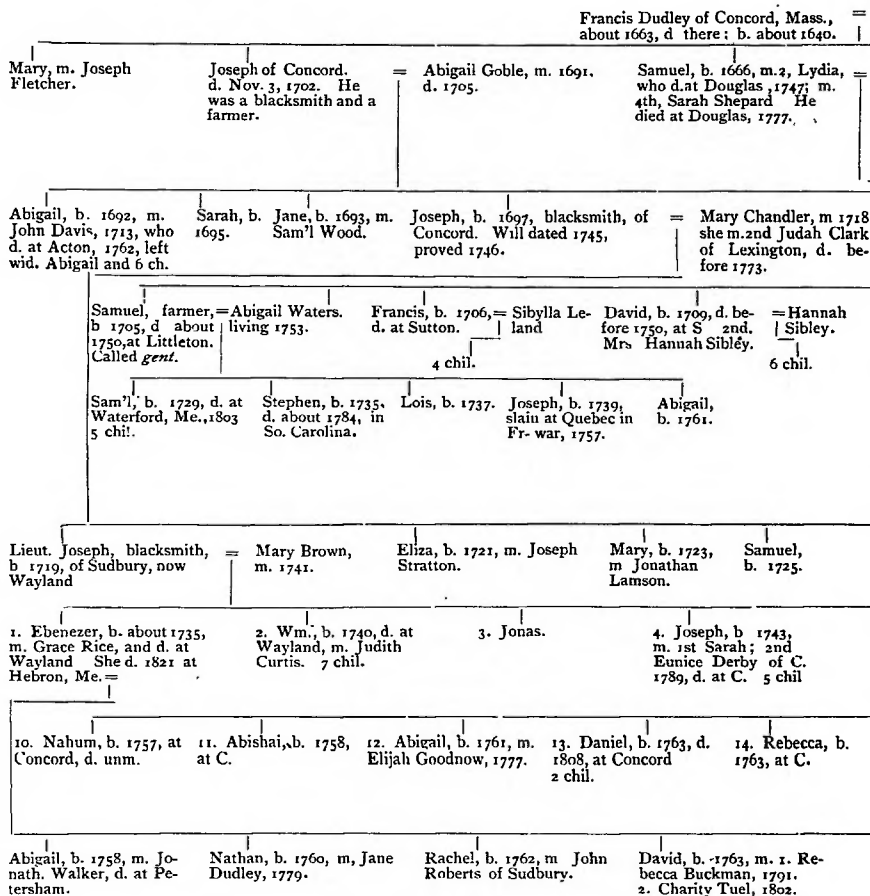 Francis Dudley of Concord, Mass., =
about 1663, d there; b. about 1640.
Mary, m. Joseph
Fletcher.
Joseph of Concord.
d. Nov. 3, 1702. He
was a blacksmith and a
farmer.
=
Abigail Goble, m. 1691.
d. 1705.
Samuel, b. 1666, m.2, Lydia,
who d.at Douglas ,1747; m.
4th, Sarah Shepard He
died at Douglas, 1777.
=
Abigail, b. 1692, m.
John Davis, 1713, who
d. at Acton, 1762, left
wid. Abigail and 6 ch.
Sarah, b.
1695.
Jane, b. 1693, m.
Sam'l Wood.
Joseph, b. 1697, blacksmith, of
Concord. Will dated 1745,
proved 1746.
=
Mary Chandler, m 1718
she m.2nd Judah Clark
of Lexington, d. be-
fore 1773.
Samuel, farmer,
b 1705, d about
1750,at Littleton.
Called gent.
=
Abigail Waters.
living 1753.
Francis, b. 1706,
d. at Sutton.
=
Sibylla Le-
land
4 chil.
David, b. 1709, d. be-
fore 1750, at S 2nd.
Mrs Hannah Sibley.
=
Hannah
Sibley.
6 chil.
Sam'l, b. 1729, d. at
Waterford, Me.,1803
5 chil.
Stephen, b. 1735.
d. about 1784, in
So. Carolina.
Lois, b. 1737.
Joseph, b. 1739,
slain at Quebec in
Fr- war, 1757.
Abigail,
b. 1761.
Lieut. Joseph, blacksmith,
b 1719, of Sudbury, now
Wayland
=
Mary Brown,
m. 1741.
Eliza, b. 1721, m. Joseph
Stratton.
Mary, b. 1723,
m Jonathan
Lamson.
Samuel,
b. 1725.
1. Ebenezer, b. about 1735,
m. Grace Rice, and d. at
Wayland She d. 1821 at
Hebron, Me.=
2. Wm., b. 1740, d. at
Wayland, m. Judith
Curtis. 7 chil.
3. Jonas.
4. Joseph, b 1743,
m. 1st Sarah; 2nd
Eunice Derby of C.
1789, d. at C. 5 chil
10. Nahum, b. 1757, at
Concord, d. unm.
11. Abishai, b. 1758,
at C.
12. Abigail, b. 1761, m.
Elijah Goodnow, 1777.
13. Daniel, b. 1763, d.
1808, at Concord
2 chil.
14. Rebecca, b.
1763, at C.
Abigail, b. 1758, m. Jo-
nath. Walker, d. at Pe-
tersham.
Nathan, b. 1760, m, Jane
Dudley, 1779.
Rachel, b. 1762, m John
Roberts of Sudbury.
David, b. 1763, m. 1. Re-
becca Buckman, 1791.
2. Charity Tuel, 1802.